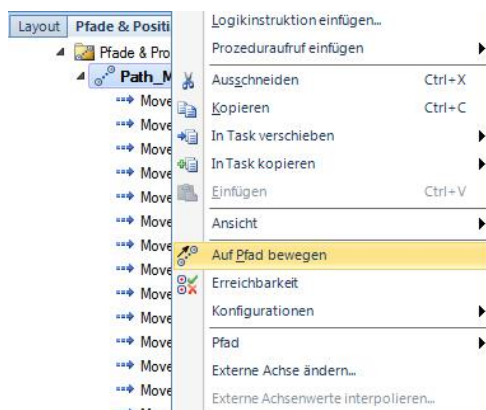 Layout Pfade & Positi
Pfade & Pro
Path_M
Move
Move
Move
Move
Move
Move
Move
Move
Move
Move
Move
Move
Move
Logikinstruktion einfügen...
Prozeduraufruf einfügen
Ausschneiden Ctrl+X
Kopieren Ctrl+C
In Task verschieben
In Task kopieren
Einfügen Ctrl+V
Ansicht
Auf Pfad bewegen
Erreichbarkeit
Konfigurationen
Pfad
Externe Achse ändern...
Externe Achsenwerte interpolieren...